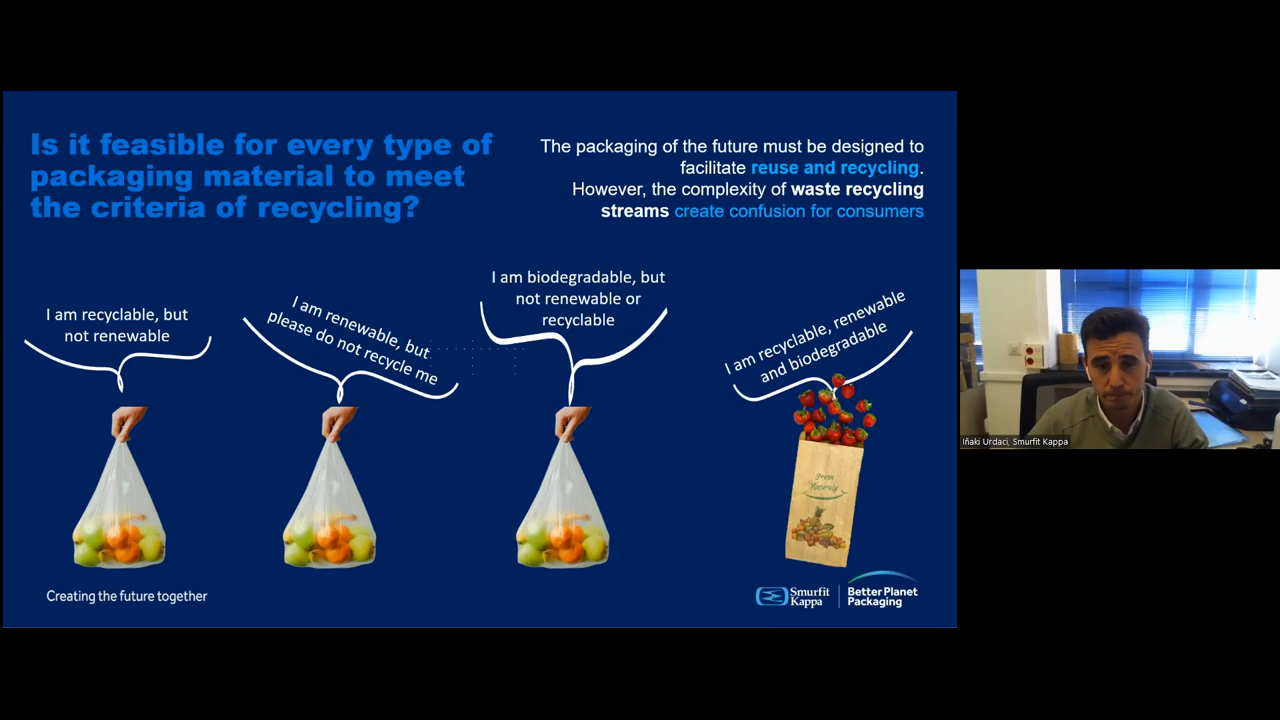 Is it feasible for every type of
packaging material to meet
the criteria of recycling?
The packaging of the future must be designed to
facilitate reuse and recycling.
However, the complexity of waste recycling
streams create confusion for consumers
I am recyclable, but
not renewable
I am renewable, but
please do not recycle me
I am biodegradable, but
not renewable or
recyclable
I am recyclable, renewable
and biodegradable
Green
Naturaly
Creating the future together
Smurfit
Kappa
Better Planet
Packaging
Iñaki Urdaci, Smurfit Kappa